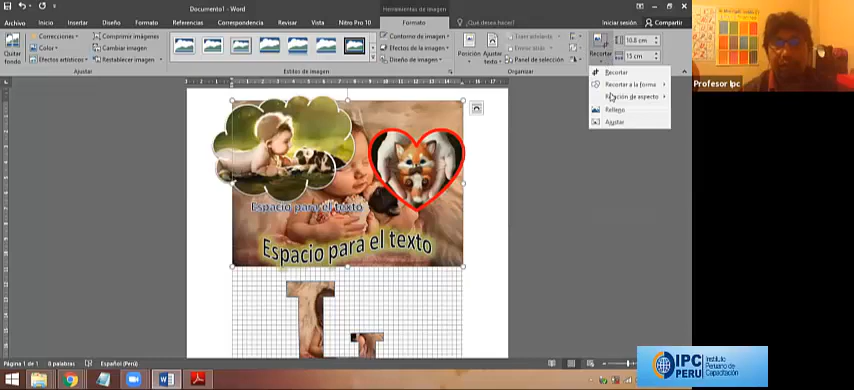 Documento1 - Word
Herramientas de imagen
Archivo Inicio Insertar Diseño Formato Referencias Correspondencia Revisar Vista Nitro Pro 10 Formato ¿Qué desea hacer? Iniciar sesión Compartir
Quitar fondo
Correcciones
Color
Efectos artísticos
Comprimir imágenes
Cambiar imagen
Restablecer imagen
Ajustar
Estilos de imagen
Contorno de imagen
Efectos de la imagen
Diseño de imagen
Posición
Ajustar texto
Traer adelante
Enviar atrás
Panel de selección
Organizar
Recortar
10.8 cm
15 cm
Recortar
Recortar a la forma
Relación de aspecto
Relleno
Ajustar
Profesor Ipc
Espacio para el texto
Espacio para el texto
Página 1 de 1 8 palabras Español (Perú)
IPC PERÚ
Instituto
Peruano de
Capacitación